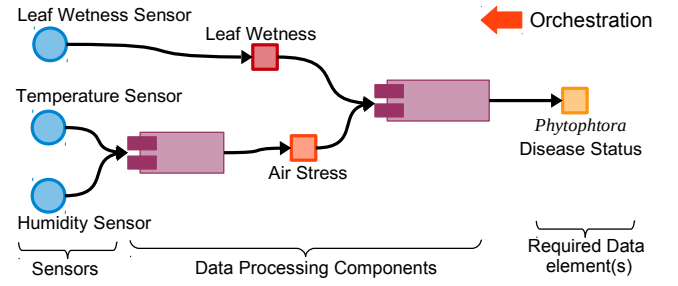 Leaf Wetness Sensor
Leaf Wetness
Orchestration
Temperature Sensor
Phytophtora
Disease Status
Air Stress
Humidity Sensor
Sensors
Data Processing Components
Required Data
element(s)